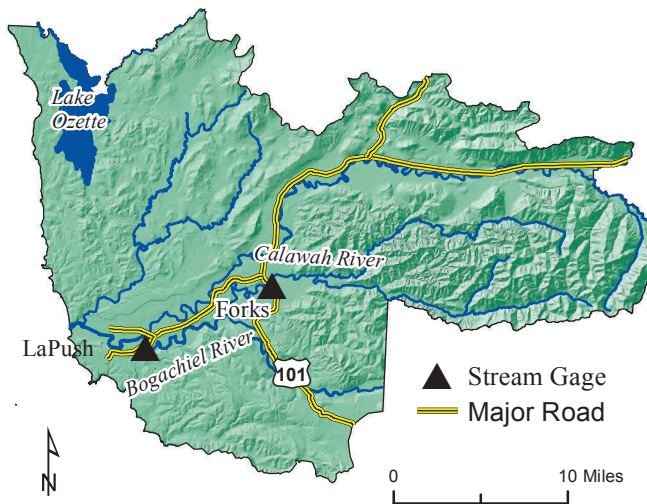 Lake
Ozette
Calawah River
Forks
LaPush
Bogachiel River
101
Stream Gage
Major Road
N
0 10 Miles